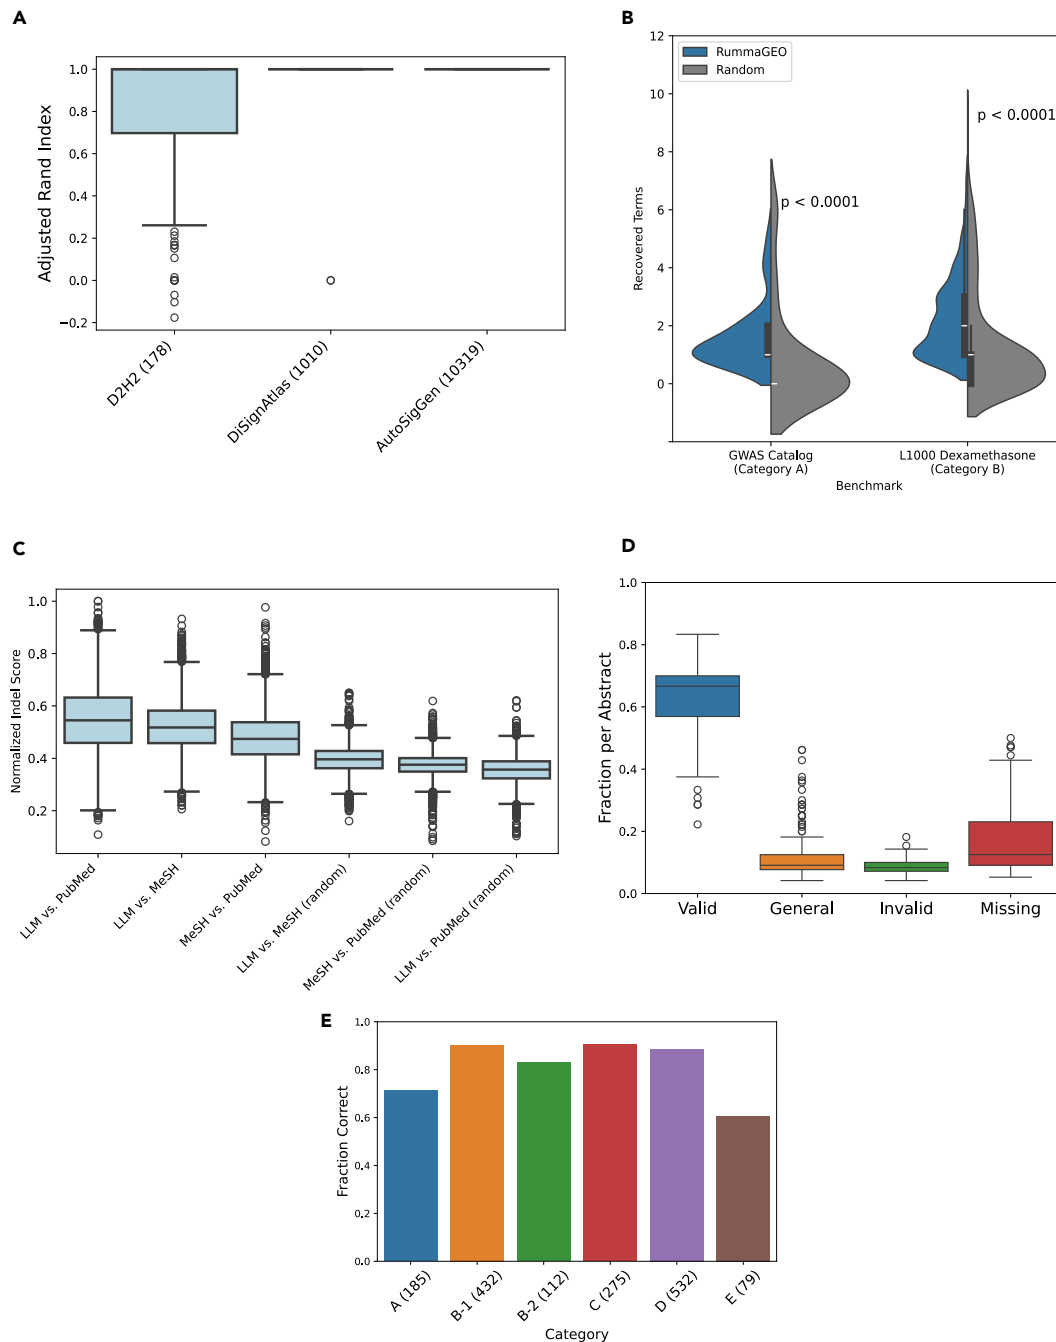 A
Adjusted Rand Index
1.0
0.8
0.6
0.4
0.2
0.0
−0.2
D2H2 (178)
DiSignAtlas (1010)
AutoSigGen (10319)
B
Recovered Terms
12
10
8
6
4
2
0
RummaGEO
Random
p < 0.0001
p < 0.0001
GWAS Catalog
(Category A)
L1000 Dexamethasone
(Category B)
Benchmark
C
Normalized Indel Score
1.0
0.8
0.6
0.4
0.2
LLM vs. PubMed
LLM vs. MeSH
MeSH vs. PubMed
LLM vs. MeSH (random)
MeSH vs. PubMed (random)
LLM vs. PubMed (random)
D
Fraction per Abstract
1.0
0.8
0.6
0.4
0.2
0.0
Valid
General
Invalid
Missing
E
Fraction Correct
1.0
0.8
0.6
0.4
0.2
0.0
A (185)
B-1 (432)
B-2 (112)
C (275)
D (532)
E (79)
Category